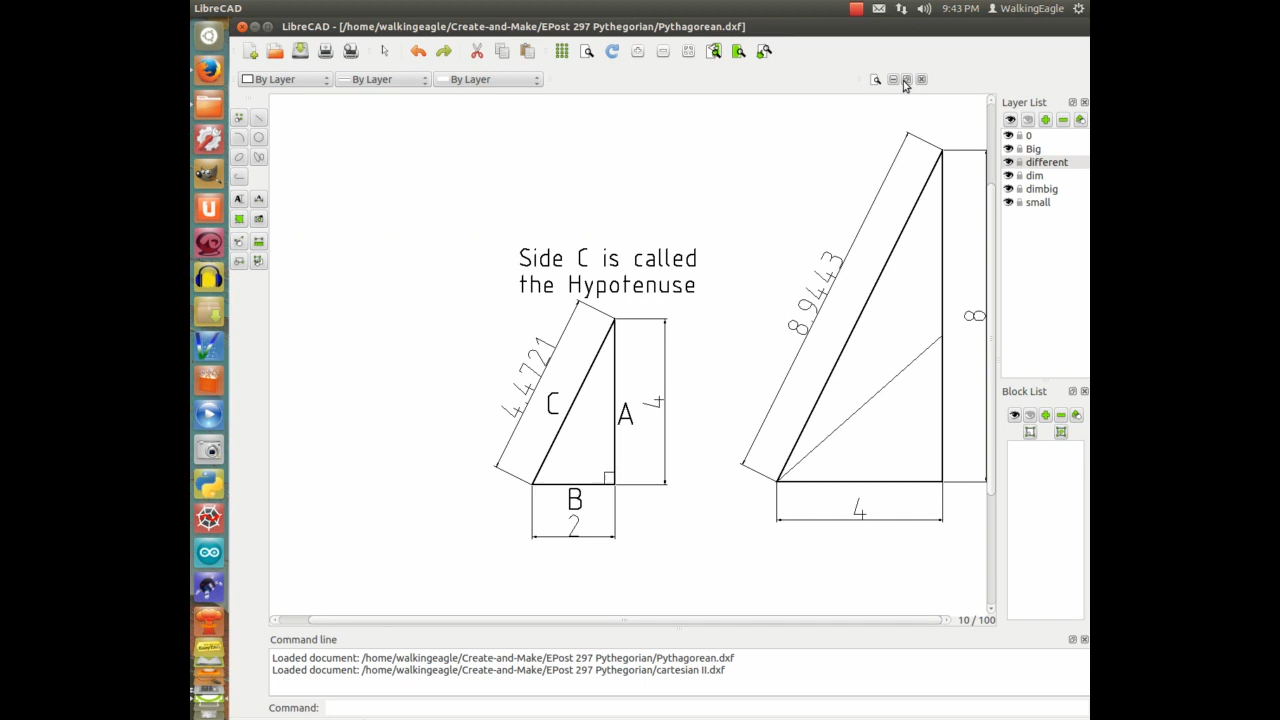 LibreCAD
9:43 PM
WalkingEagle
LibreCAD - [/home/walkingeagle/Create-and-Make/EPost 297 Pythegorian/Pythagorean.dxf]
By Layer
By Layer
By Layer
Layer List
0
Big
different
dim
dimbig
small
Side C is called
the Hypotenuse
4.4721
C
A
4
B
2
8.9443
8
4
Block List
10 / 100
Command line
Loaded document: /home/walkingeagle/Create-and-Make/EPost 297 Pythegorian/Pythagorean.dxf
Loaded document: /home/walkingeagle/Create-and-Make/EPost 297 Pythegorian/cartesian II.dxf
Command: